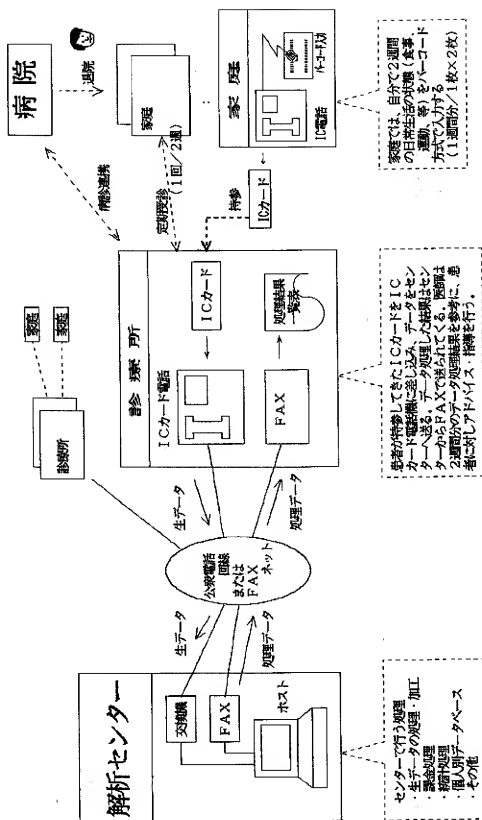 解析センター
交換機
FAX
ホスト
センターで行う処理
・生データの処理・加工
・課金処理
・統計処理
・個人別データベース
・その他
生データ
処理データ
公衆電話
回線
または
FAX
ネット
生データ
処理データ
診療所
家庭
家庭
診療所
ICカード電話
ICカード
FAX
処理結果
一覧表
患者が持参してきたICカードをIC
カード電話機に差し込み、データをセン
ターへ送る。データ処理した結果はセン
ターからFAXで送られてくる。医師は
2週間分のデータ処理結果を参考に、患
者に対しアドバイス、指導を行う。
病院
退院
病診連携
家庭
定期受診
(1回/2週)
持参
ICカード
家庭
バーコード入力
IC電話
家庭では、自分で2週間
の日常生活の状態(食事
運動、等)をバーコード
方式で入力する
(1週間分/1枚×2枚)